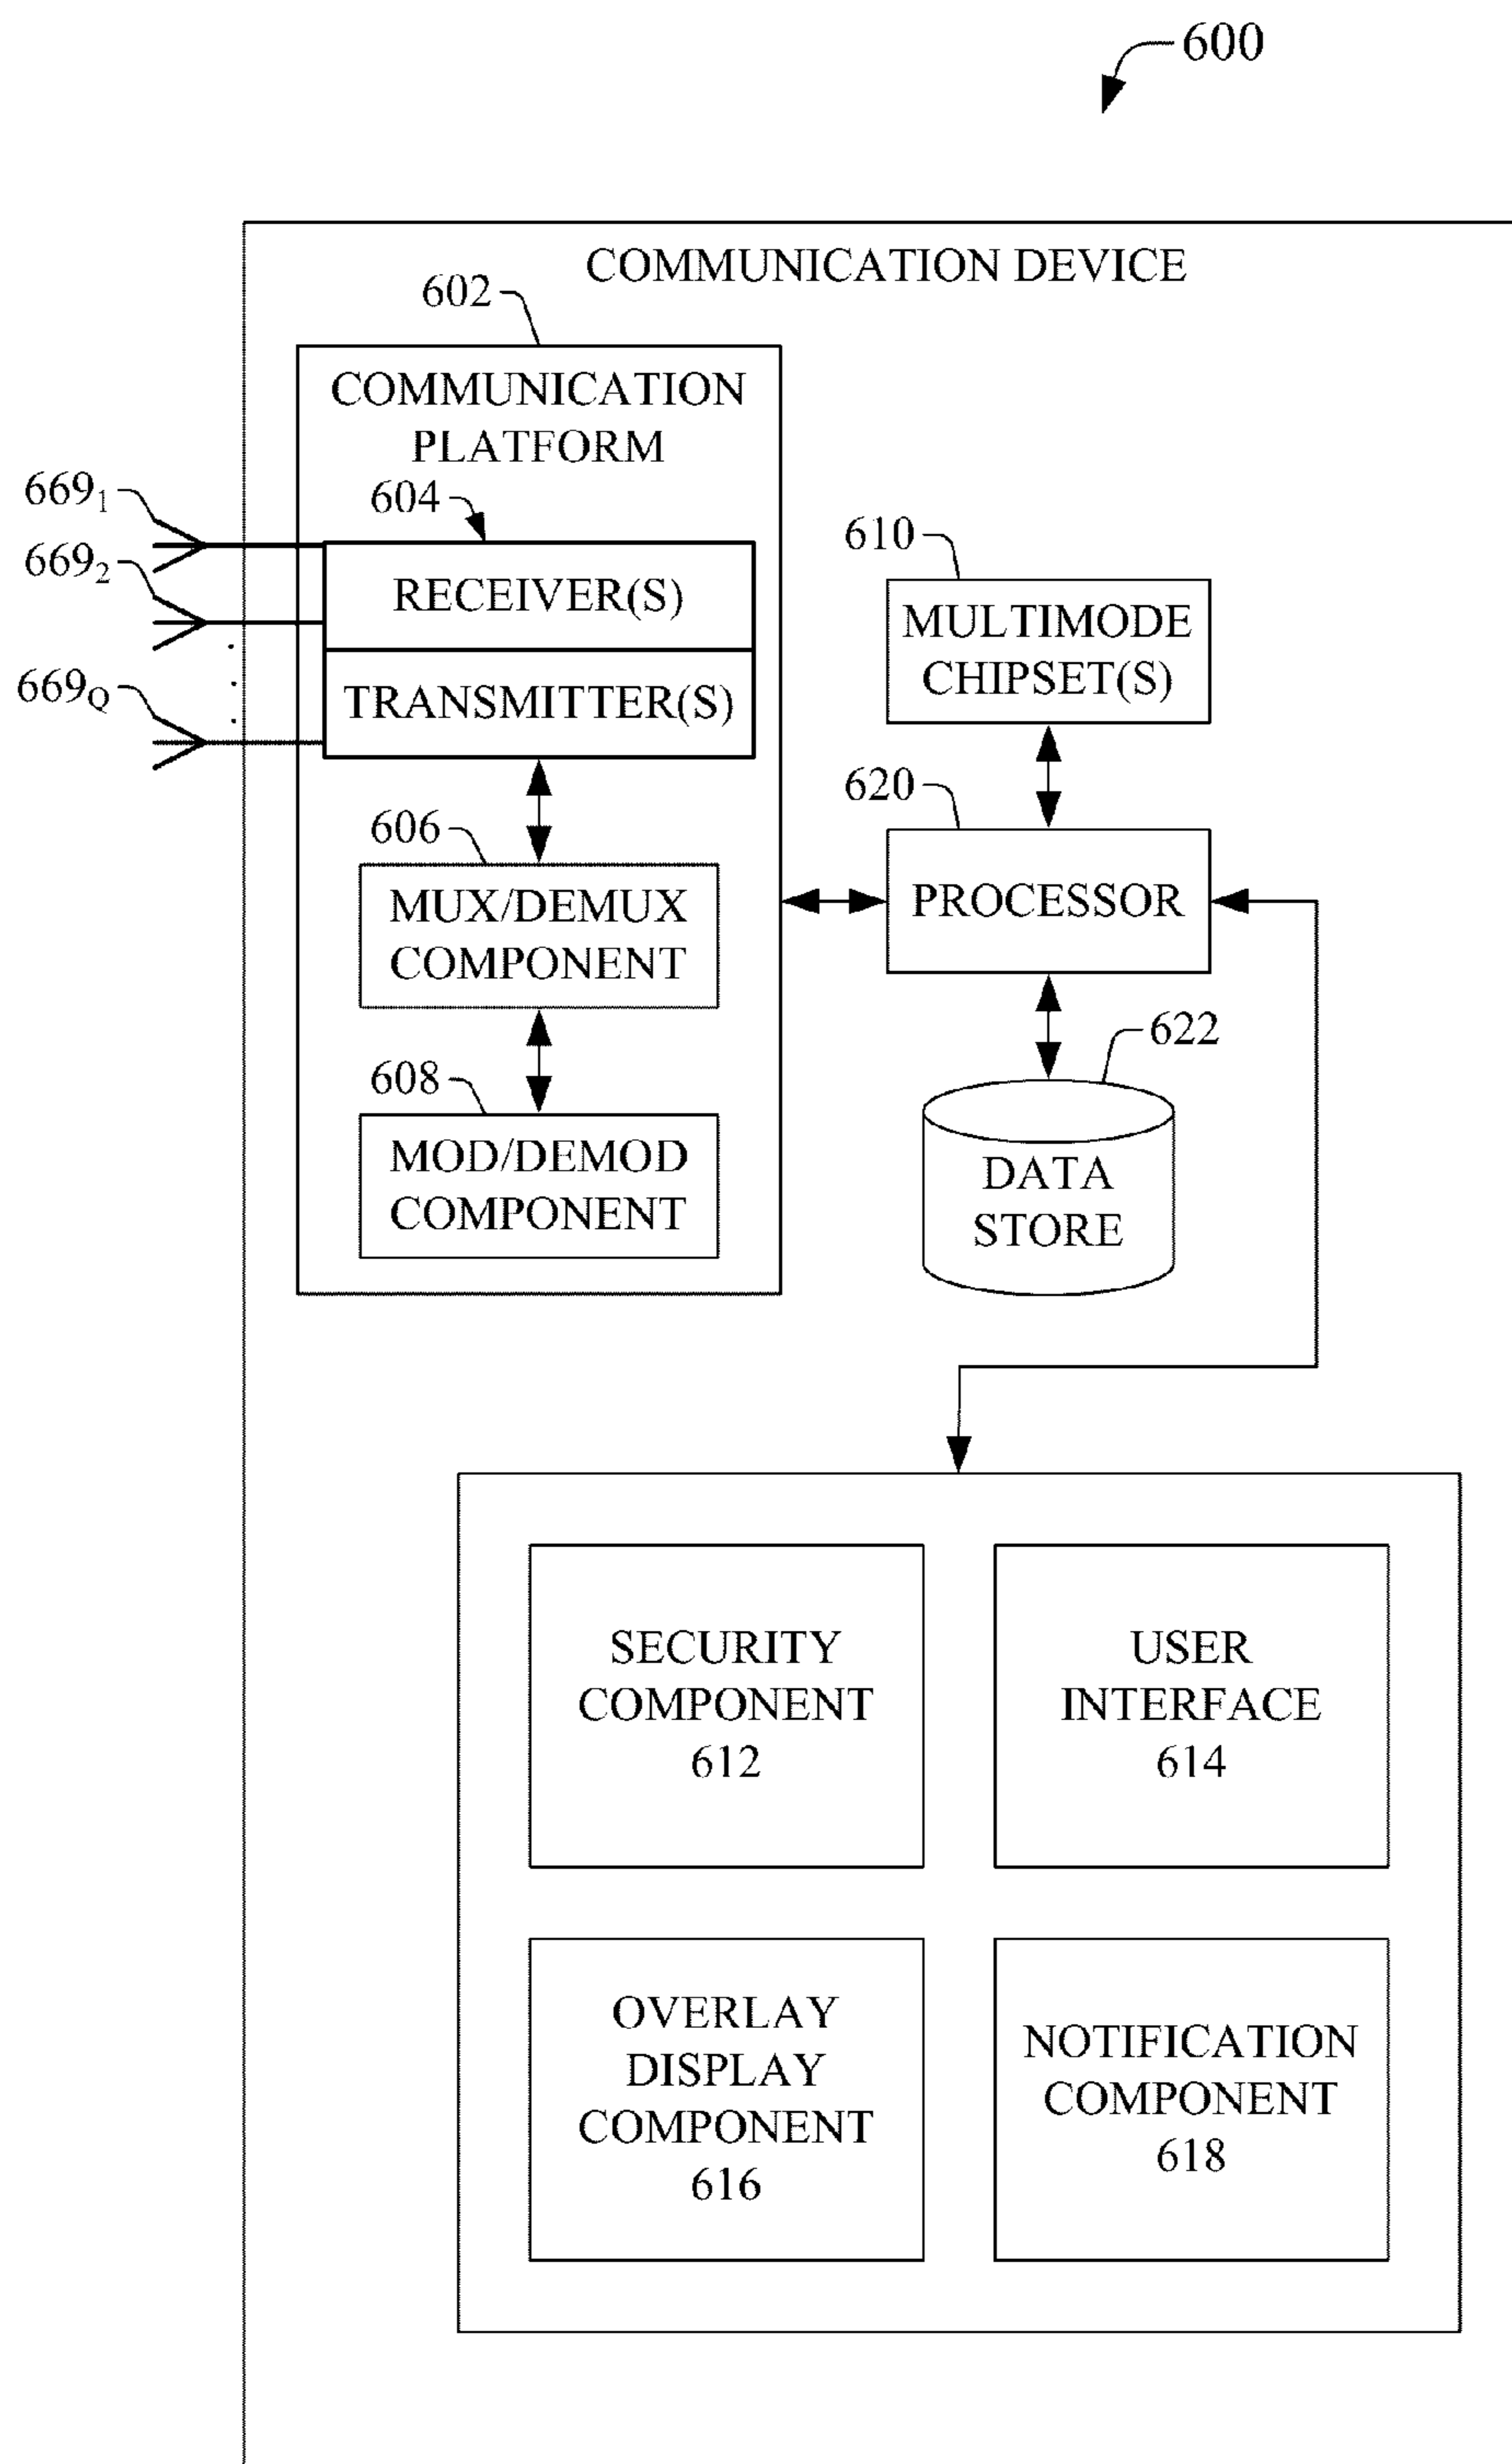 600
COMMUNICATION DEVICE
602
COMMUNICATION
PLATFORM
604
669₁
RECEIVER(S)
669₂
TRANSMITTER(S)
669Q
610
MULTIMODE
CHIPSET(S)
606
MUX/DEMUX
COMPONENT
620
PROCESSOR
608
MOD/DEMOD
COMPONENT
622
DATA
STORE
SECURITY
COMPONENT
612
USER
INTERFACE
614
OVERLAY
DISPLAY
COMPONENT
616
NOTIFICATION
COMPONENT
618